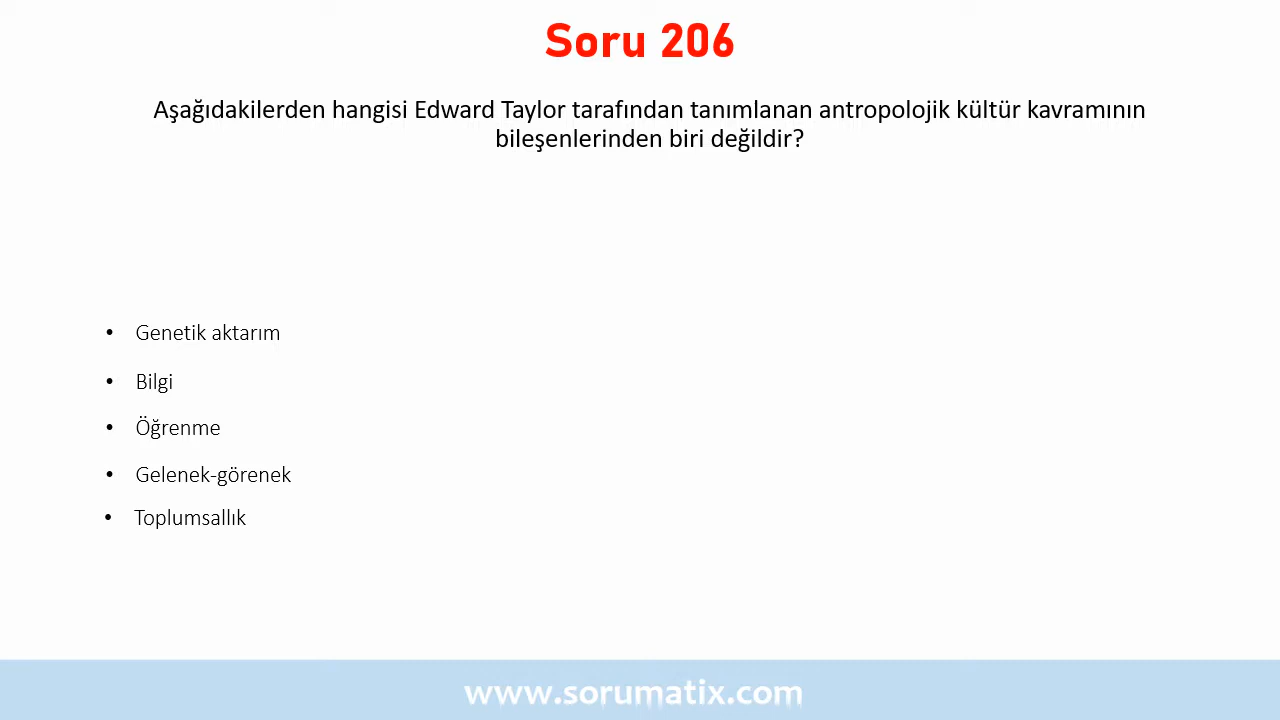 Soru 206
Aşağıdakilerden hangisi Edward Taylor tarafından tanımlanan antropolojik kültür kavramının
bileşenlerinden biri değildir?
• Genetik aktarım
• Bilgi
• Öğrenme
• Gelenek-görenek
• Toplumsallık
www.sorumatix.com